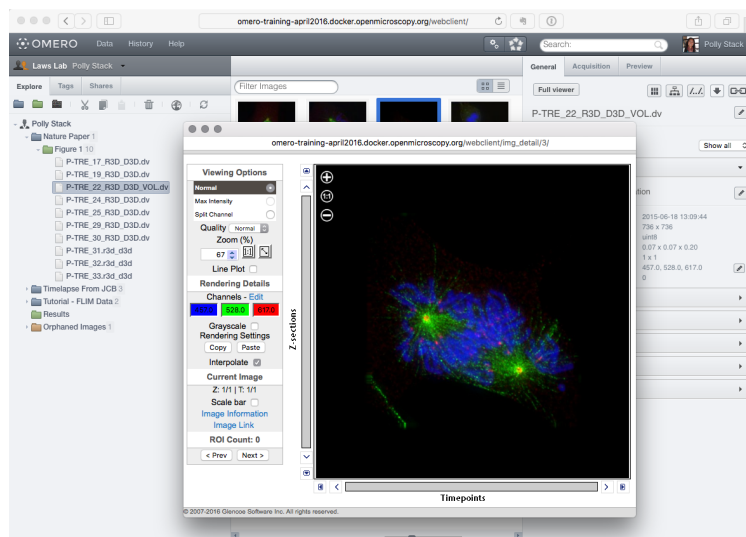 omero-training-april2016.docker.openmicroscopy.org/webclient/
OMERO Data History Help Search: Polly Stack
Laws Lab Polly Stack
Explore Tags Shares
Polly Stack
Nature Paper 1
Figure 1 10
P-TRE_17_R3D_D3D.dv
P-TRE_19_R3D_D3D.dv
P-TRE_22_R3D_D3D_VOL.dv
P-TRE_24_R3D_D3D.dv
P-TRE_25_R3D_D3D.dv
P-TRE_29_R3D_D3D.dv
P-TRE_30_R3D_D3D.dv
P-TRE_31.r3d_d3d
P-TRE_32.r3d_d3d
P-TRE_33.r3d_d3d
Timelapse From JCB 3
Tutorial - FLIM Data 2
Results
Orphaned Images 1
Filter Images
General Acquisition Preview
Full viewer
P-TRE_22_R3D_D3D_VOL.dv
Show all
2015-06-18 13:09:44
736 x 736
uint8
0.07 x 0.07 x 0.20
1 x 1
457.0, 528.0, 617.0
0
omero-training-april2016.docker.openmicroscopy.org/webclient/img_detail/3/
Viewing Options
Normal
Max Intensity
Split Channel
Quality Normal
Zoom (%)
67 1:1
Line Plot
Rendering Details
Channels - Edit
528.0 617.0
Grayscale
Rendering Settings
Copy Paste
Interpolate
Current Image
Z: 1/1 | T: 1/1
Scale bar
Image Information
Image Link
ROI Count: 0
< Prev Next >
Z-sections
1:1
Timepoints
© 2007-2016 Glencoe Software Inc. All rights reserved.